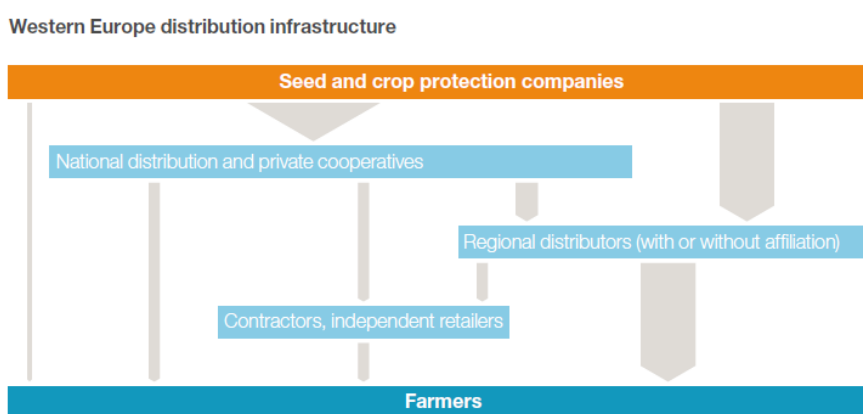 Western Europe distribution infrastructure
Seed and crop protection companies
National distribution and private cooperatives
Regional distributors (with or without affiliation)
Contractors, independent retailers
Farmers